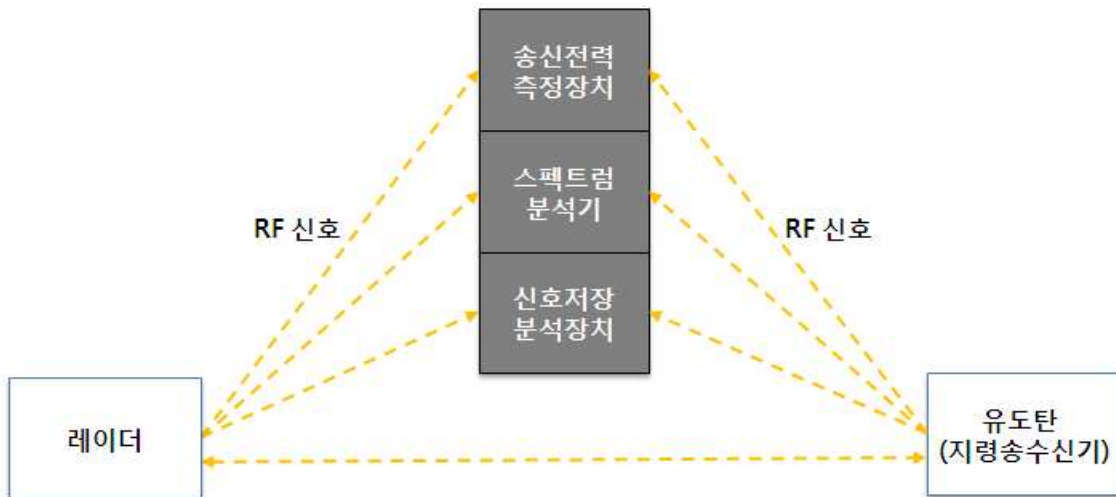 송신전력
측정장치
스펙트럼
분석기
RF 신호
RF 신호
신호저장
분석장치
레이더
유도탄
(지령송수신기)